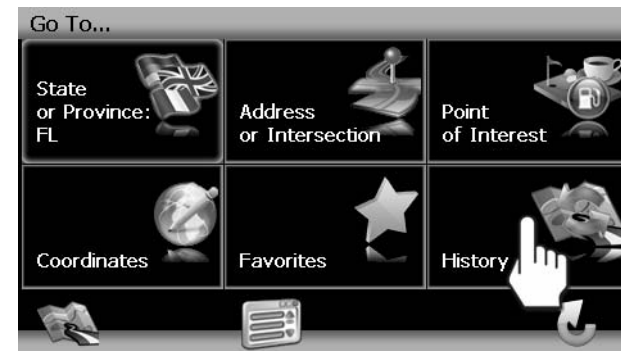 Go To...
State
or Province:
FL
Address
or Intersection
Point
of Interest
Coordinates
Favorites
History